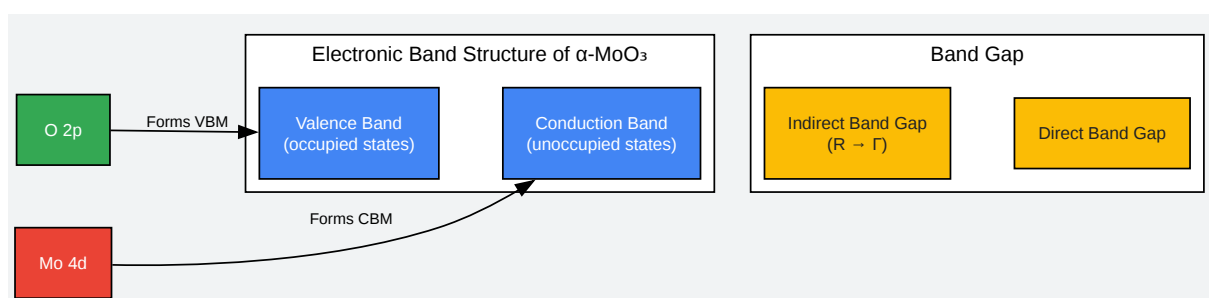 Electronic Band Structure of α-MoO₃
Band Gap
O 2p
Forms VBM
Valence Band
(occupied states)
Conduction Band
(unoccupied states)
Indirect Band Gap
(R → Γ)
Direct Band Gap
Forms CBM
Mo 4d